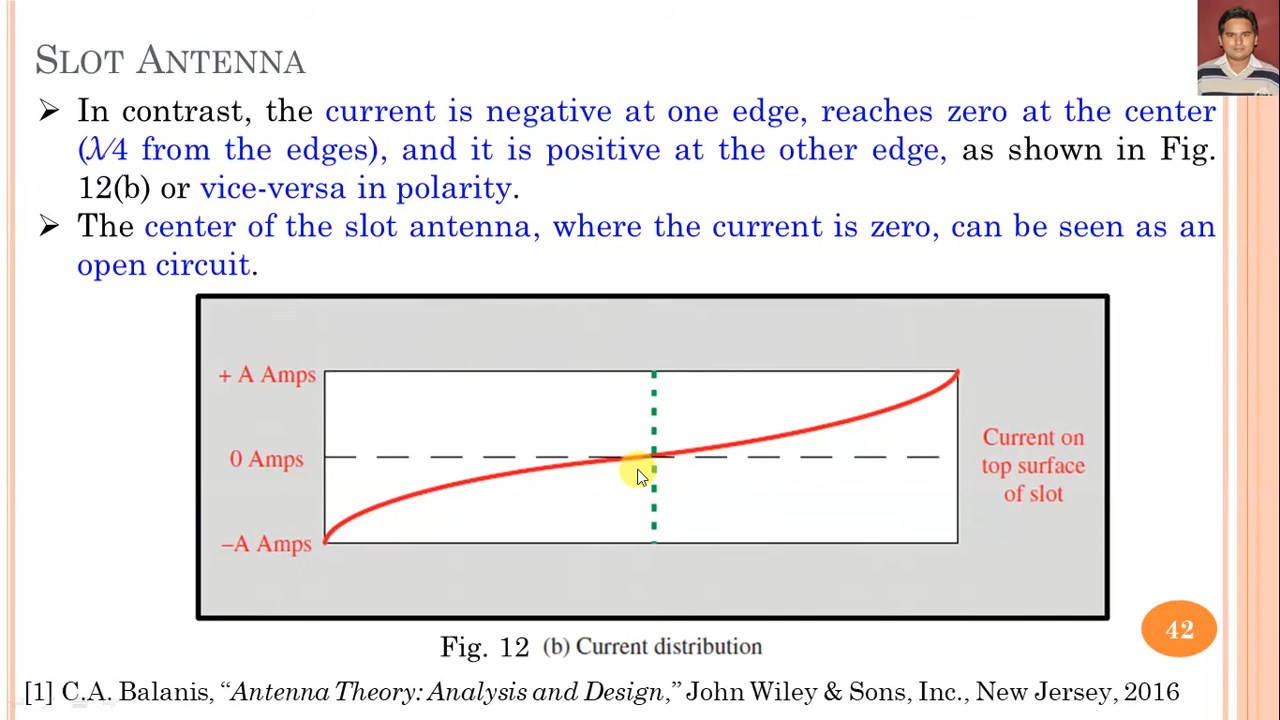 SLOT ANTENNA
➢ In contrast, the current is negative at one edge, reaches zero at the center
(λ/4 from the edges), and it is positive at the other edge, as shown in Fig.
12(b) or vice-versa in polarity.
➢ The center of the slot antenna, where the current is zero, can be seen as an
open circuit.
+ A Amps
0 Amps
–A Amps
Current on
top surface
of slot
Fig. 12 (b) Current distribution
42
[1] C.A. Balanis, “Antenna Theory: Analysis and Design,” John Wiley & Sons, Inc., New Jersey, 2016